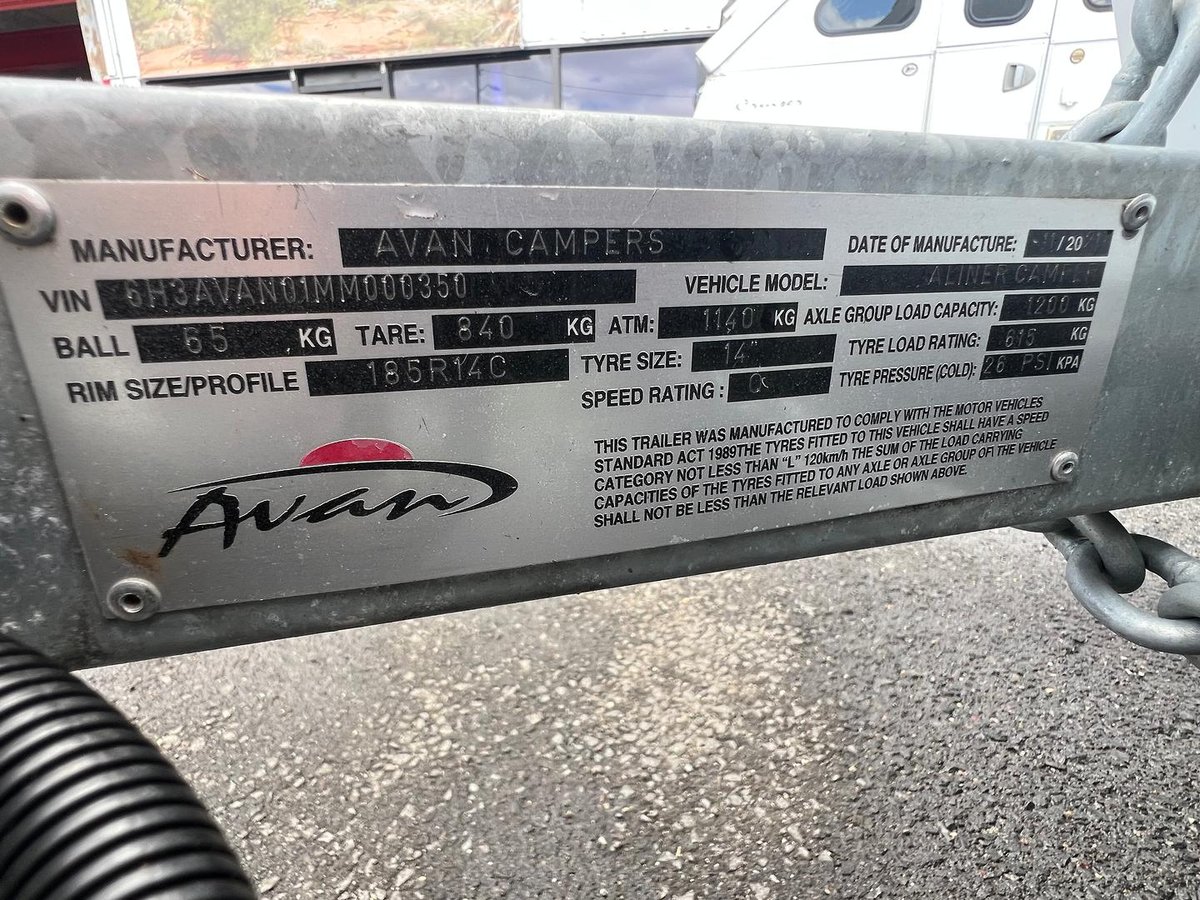 Cruiser
MANUFACTURER: AVAN CAMPERS DATE OF MANUFACTURE: /20
VIN 6H3AVAN01MM000350 VEHICLE MODEL: ALINER
BALL 65 KG TARE: 840 KG ATM: 1140 KG AXLE GROUP LOAD CAPACITY: 1200 KG
RIM SIZE/PROFILE 185R14C TYRE SIZE: 14" TYRE LOAD RATING: 615 KG
SPEED RATING : Q TYRE PRESSURE (COLD): 26 PSI KPA
THIS TRAILER WAS MANUFACTURED TO COMPLY WITH THE MOTOR VEHICLES
STANDARD ACT 1989THE TYRES FITTED TO THIS VEHICLE SHALL HAVE A SPEED
CATEGORY NOT LESS THAN "L" 120km/h THE SUM OF THE LOAD CARRYING
CAPACITIES OF THE TYRES FITTED TO ANY AXLE OR AXLE GROUP OF THE VEHICLE
SHALL NOT BE LESS THAN THE RELEVANT LOAD SHOWN ABOVE.
Avan